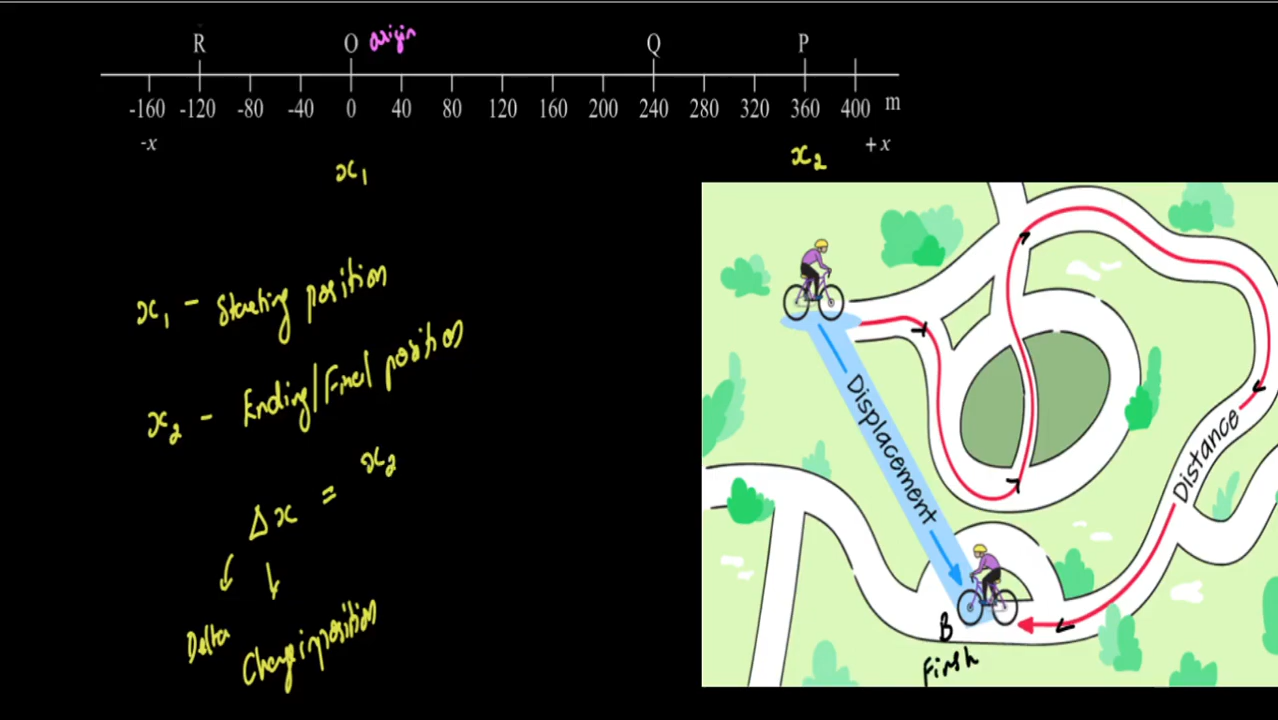 R O origin Q P
-160 -120 -80 -40 0 40 80 120 160 200 240 280 320 360 400 m
-x +x
x₁ x₂
x₁ - Starting position
x₂ - Ending/Final position
Δx = x₂
Delta
Change in position
Displacement
Distance
B
Finsh